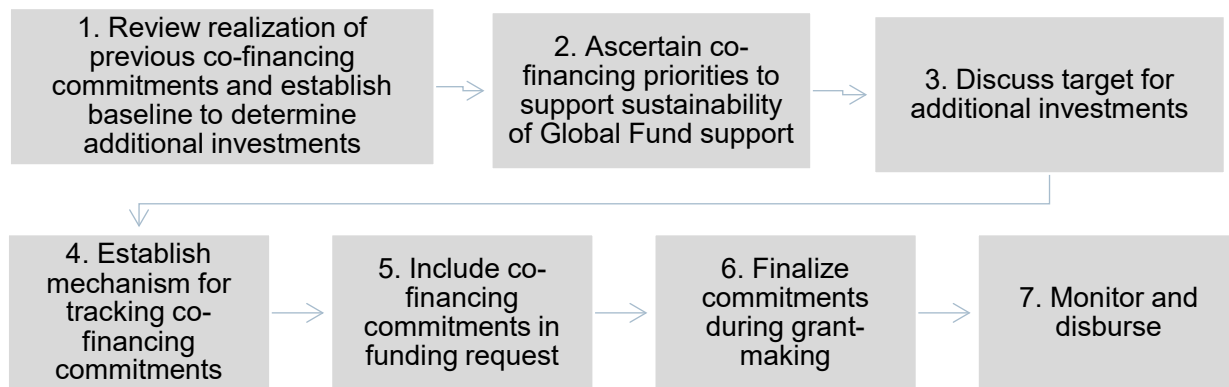 1. Review realization of
previous co-financing
commitments and establish
baseline to determine
additional investments
2. Ascertain co-
financing priorities to
support sustainability
of Global Fund support
3. Discuss target for
additional investments
4. Establish
mechanism for
tracking co-
financing
commitments
5. Include co-
financing
commitments in
funding request
6. Finalize
commitments
during grant-
making
7. Monitor and
disburse